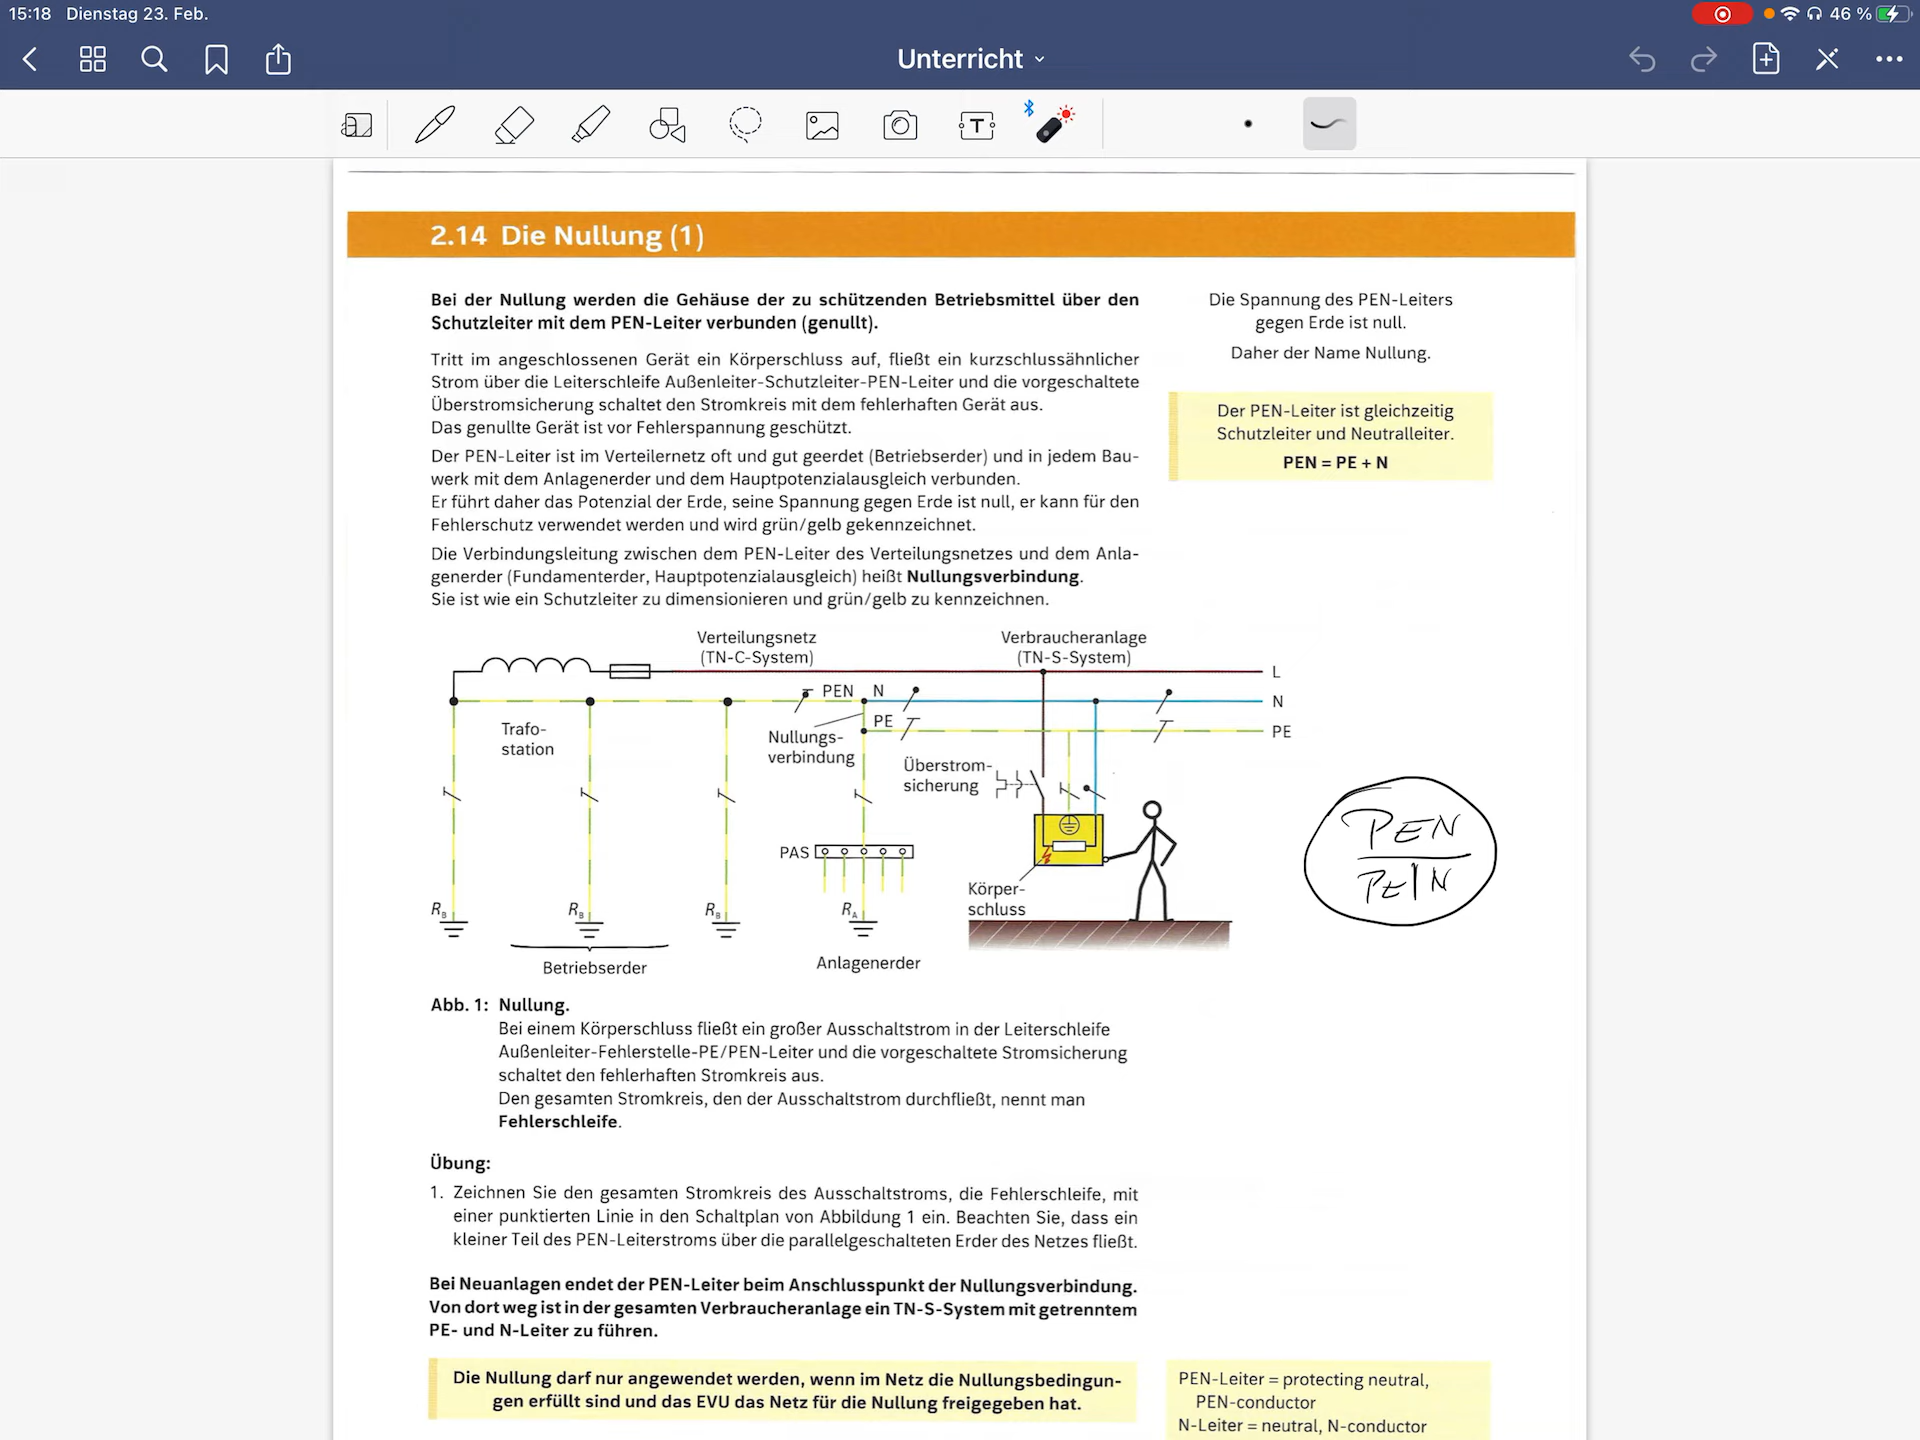 15:18 Dienstag 23. Feb.
46 %
Unterricht
2.14 Die Nullung (1)
Bei der Nullung werden die Gehäuse der zu schützenden Betriebsmittel über den
Schutzleiter mit dem PEN-Leiter verbunden (genullt).
Tritt im angeschlossenen Gerät ein Körperschluss auf, fließt ein kurzschlussähnlicher
Strom über die Leiterschleife Außenleiter-Schutzleiter-PEN-Leiter und die vorgeschaltete
Überstromsicherung schaltet den Stromkreis mit dem fehlerhaften Gerät aus.
Das genullte Gerät ist vor Fehlerspannung geschützt.
Der PEN-Leiter ist im Verteilernetz oft und gut geerdet (Betriebserder) und in jedem Bau-
werk mit dem Anlagenerder und dem Hauptpotenzialausgleich verbunden.
Er führt daher das Potenzial der Erde, seine Spannung gegen Erde ist null, er kann für den
Fehlerschutz verwendet werden und wird grün/gelb gekennzeichnet.
Die Verbindungsleitung zwischen dem PEN-Leiter des Verteilungsnetzes und dem Anla-
generder (Fundamenterder, Hauptpotenzialausgleich) heißt Nullungsverbindung.
Sie ist wie ein Schutzleiter zu dimensionieren und grün/gelb zu kennzeichnen.
Die Spannung des PEN-Leiters
gegen Erde ist null.
Daher der Name Nullung.
Der PEN-Leiter ist gleichzeitig
Schutzleiter und Neutralleiter.
PEN = PE + N
Verteilungsnetz
(TN-C-System)
Verbraucheranlage
(TN-S-System)
L
PEN N
N
PE
PE
Trafo-
station
Nullungs-
verbindung
Überstrom-
sicherung
PAS
Körper-
schluss
PEN
PE|N
RB
RB
RB
RA
Betriebserder
Anlagenerder
Abb. 1: Nullung.
Bei einem Körperschluss fließt ein großer Ausschaltstrom in der Leiterschleife
Außenleiter-Fehlerstelle-PE/PEN-Leiter und die vorgeschaltete Stromsicherung
schaltet den fehlerhaften Stromkreis aus.
Den gesamten Stromkreis, den der Ausschaltstrom durchfließt, nennt man
Fehlerschleife.
Übung:
1. Zeichnen Sie den gesamten Stromkreis des Ausschaltstroms, die Fehlerschleife, mit
einer punktierten Linie in den Schaltplan von Abbildung 1 ein. Beachten Sie, dass ein
kleiner Teil des PEN-Leiterstroms über die parallelgeschalteten Erder des Netzes fließt.
Bei Neuanlagen endet der PEN-Leiter beim Anschlusspunkt der Nullungsverbindung.
Von dort weg ist in der gesamten Verbraucheranlage ein TN-S-System mit getrenntem
PE- und N-Leiter zu führen.
Die Nullung darf nur angewendet werden, wenn im Netz die Nullungsbedingun-
gen erfüllt sind und das EVU das Netz für die Nullung freigegeben hat.
PEN-Leiter = protecting neutral,
PEN-conductor
N-Leiter = neutral, N-conductor